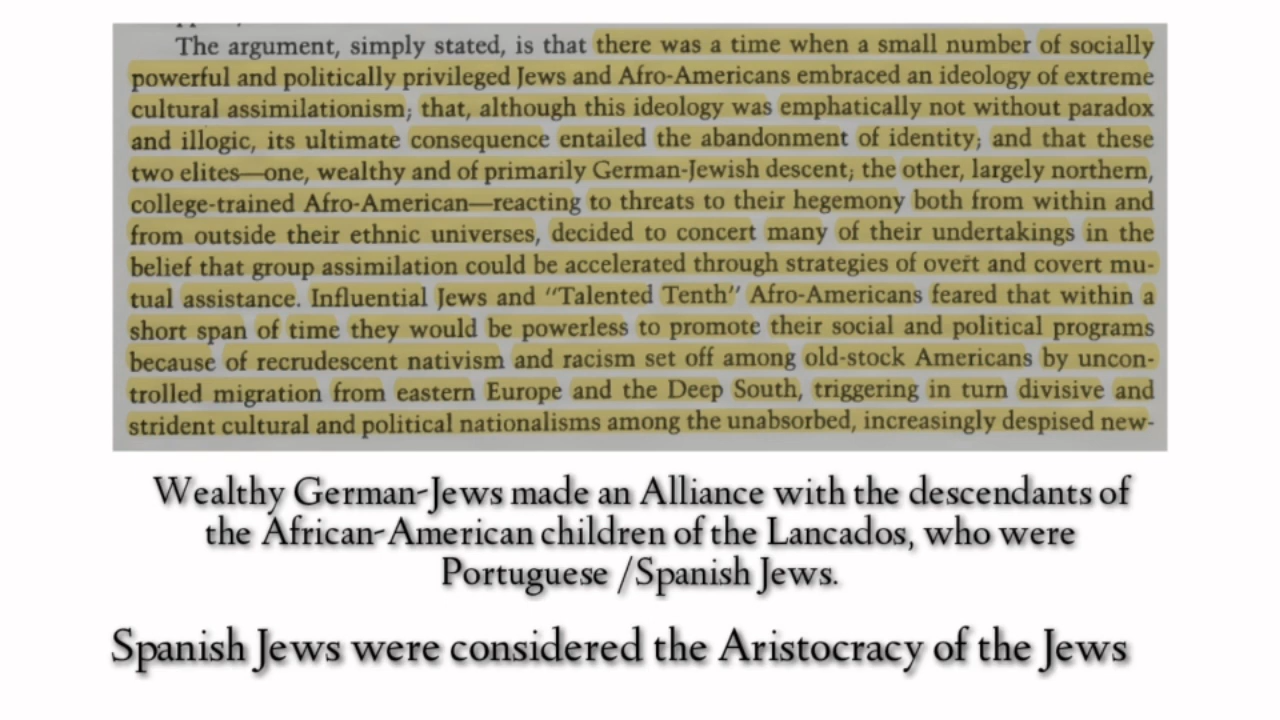 The argument, simply stated, is that there was a time when a small number of socially
powerful and politically privileged Jews and Afro-Americans embraced an ideology of extreme
cultural assimilationism; that, although this ideology was emphatically not without paradox
and illogic, its ultimate consequence entailed the abandonment of identity; and that these
two elites—one, wealthy and of primarily German-Jewish descent; the other, largely northern,
college-trained Afro-American—reacting to threats to their hegemony both from within and
from outside their ethnic universes, decided to concert many of their undertakings in the
belief that group assimilation could be accelerated through strategies of overt and covert mu-
tual assistance. Influential Jews and "Talented Tenth" Afro-Americans feared that within a
short span of time they would be powerless to promote their social and political programs
because of recrudescent nativism and racism set off among old-stock Americans by uncon-
trolled migration from eastern Europe and the Deep South, triggering in turn divisive and
strident cultural and political nationalisms among the unabsorbed, increasingly despised new-
Wealthy German-Jews made an Alliance with the descendants of
the African-American children of the Lancados, who were
Portuguese /Spanish Jews.
Spanish Jews were considered the Aristocracy of the Jews